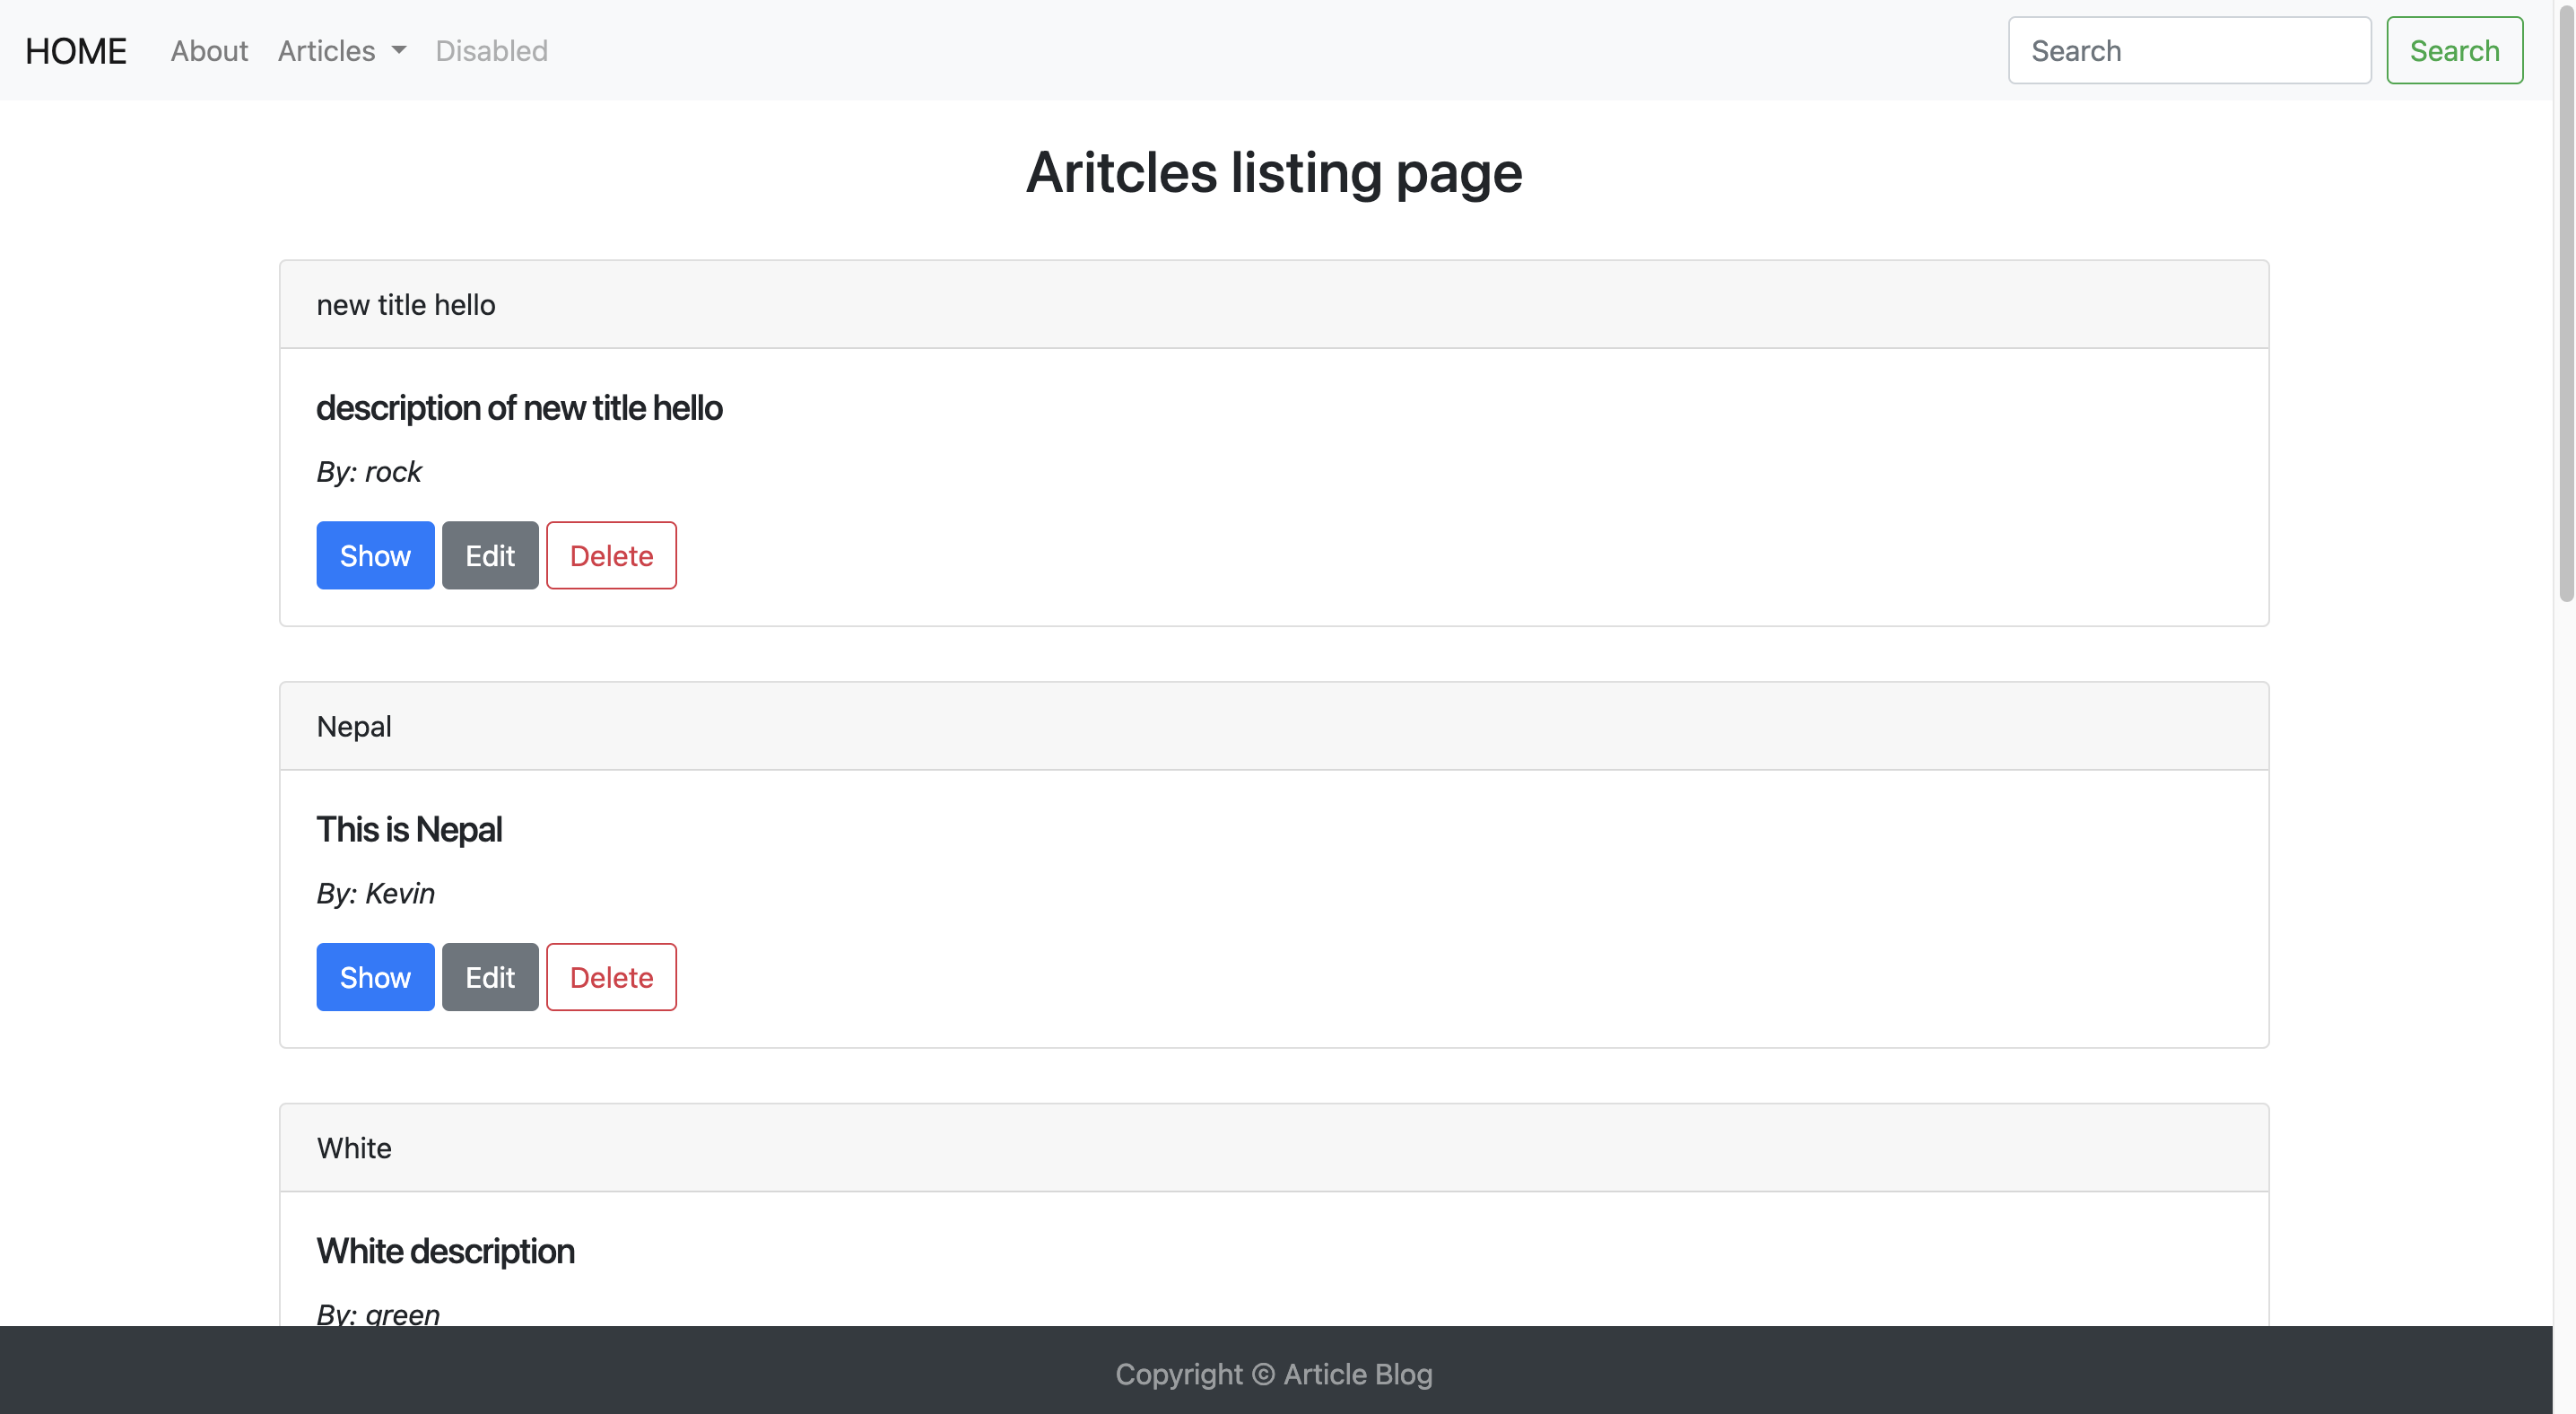 HOME About Articles Disabled Search Search
Aritcles listing page
new title hello
description of new title hello
By: rock
Show Edit Delete
Nepal
This is Nepal
By: Kevin
Show Edit Delete
White
White description
By: green
Copyright © Article Blog